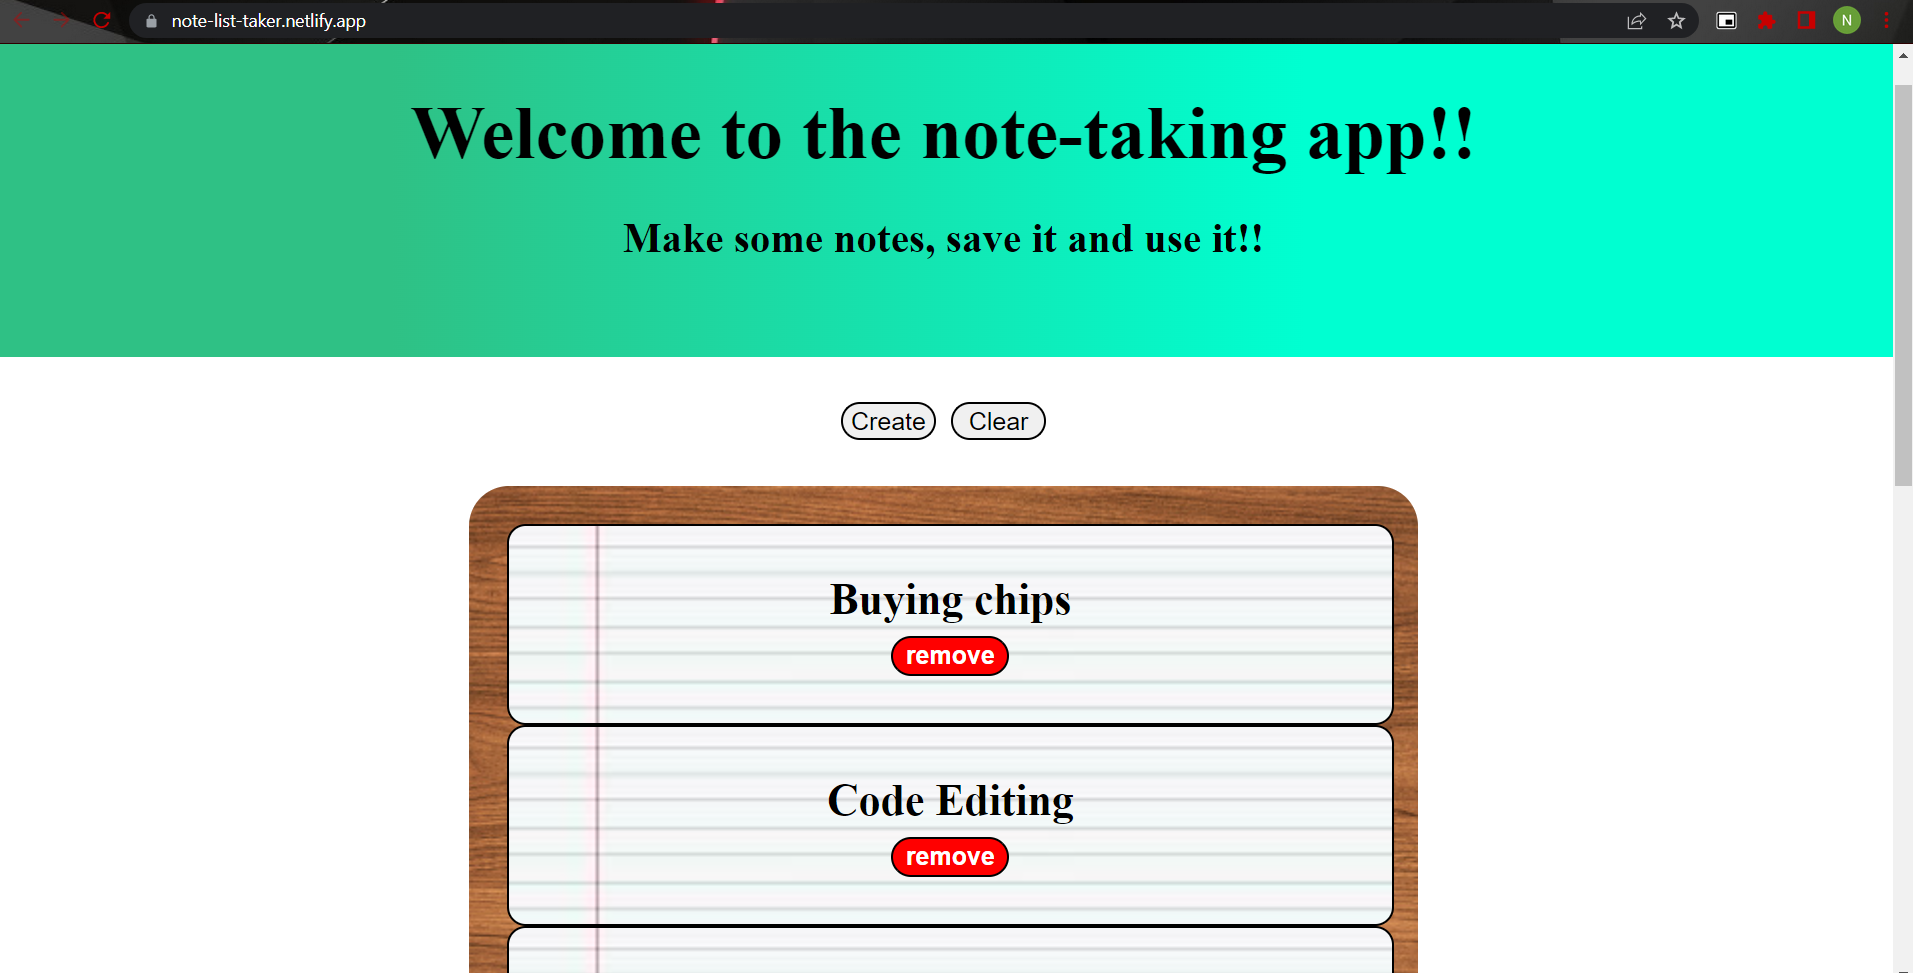 note-list-taker.netlify.app
N
Welcome to the note-taking app!!
Make some notes, save it and use it!!
Create Clear
Buying chips
remove
Code Editing
remove